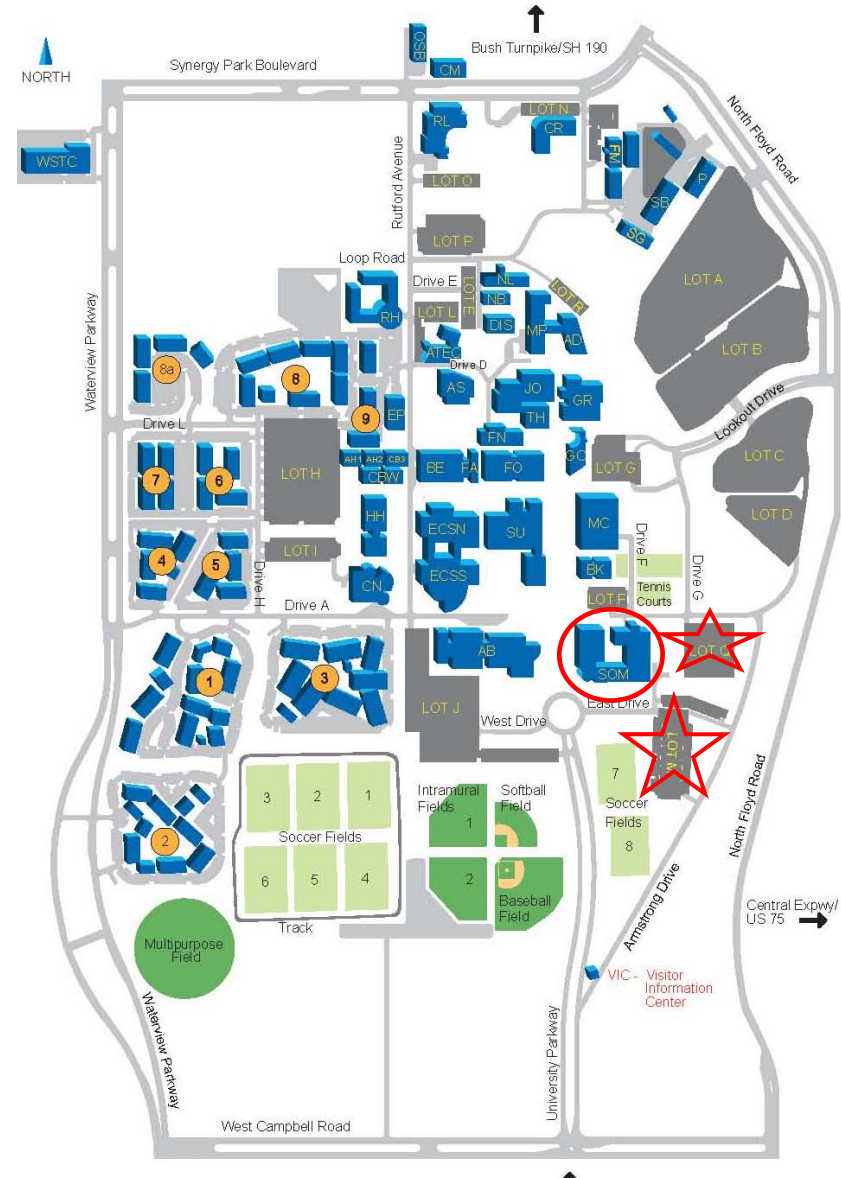 Bush Turnpike/SH 190
NORTH
Synergy Park Boulevard
OSB
CM
LOT N
RL
CR
FM
North Floyd Road
WSTC
Rutford Avenue
LOT O
P
SB
SG
LOT P
Loop Road
LOT A
Drive E
LOT E
NL
LOT R
NB
RH
LOT L
DIS
MP
AD
Waterview Parkway
ATEC
LOT B
Drive D
8a
8
AS
JO
GR
9
EP
TH
Lookout Drive
Drive L
FN
GC
AH1
AH2
CB3
BE
FA
FO
LOT G
LOT C
7
6
LOT H
CBW
HH
MC
LOT D
ECSN
SU
4
5
LOT I
Drive F
Drive G
BK
CN
ECSS
Tennis
Courts
Drive H
LOT F
Drive A
AB
LOT Q
1
3
SOM
LOT J
East Drive
West Drive
LOT M
7
Soccer
Fields
8
3
2
1
Intramural
Fields
Softball
Field
1
Soccer Fields
2
6
5
4
2
Baseball
Field
North Floyd Road
Armstrong Drive
Track
Central Expwy/
US 75
Multipurpose
Field
VIC - Visitor
Information
Center
Waterview Parkway
University Parkway
West Campbell Road